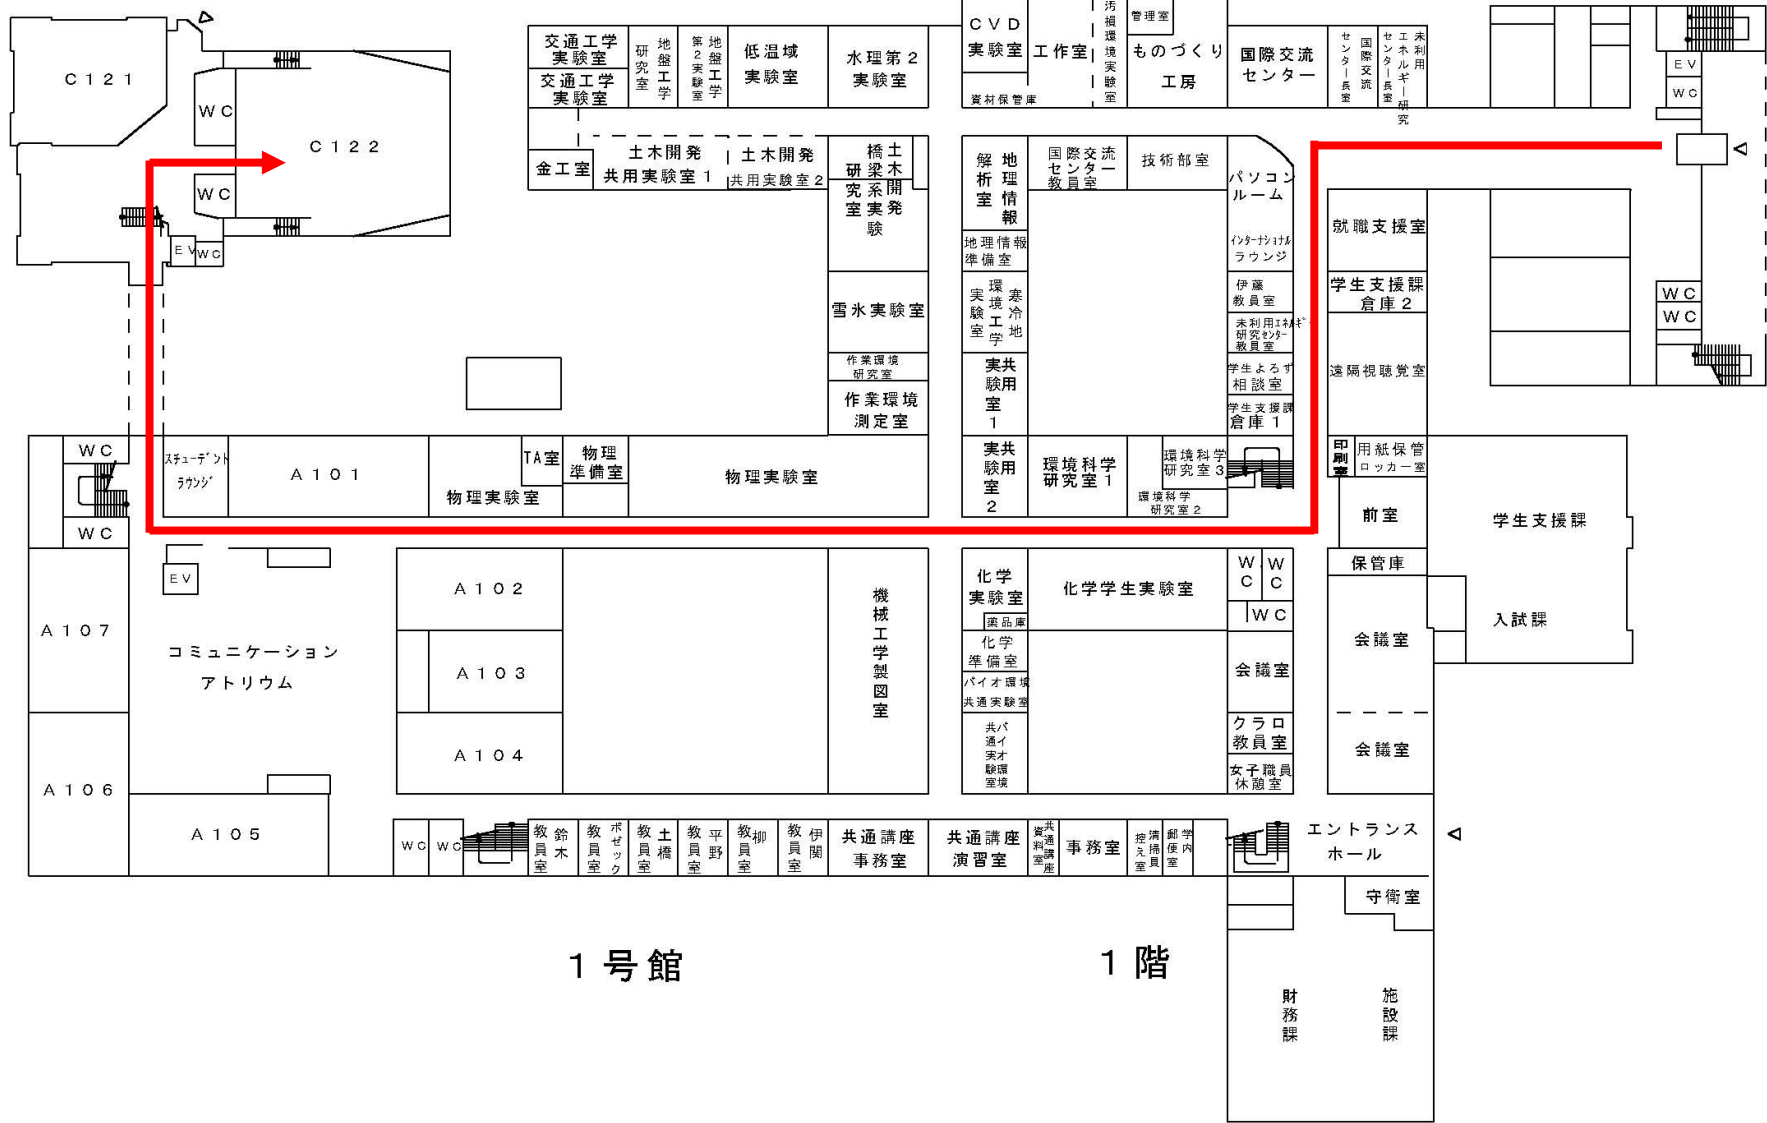 C121
C122
WC
WC
EV
WC
交通工学
実験室
交通工学
実験室
地盤工学
研究室
地盤工学
第2実験室
低温域
実験室
水理第2
実験室
CVD
実験室
資材保管庫
工作室
汚損環境実験室
管理室
ものづくり
工房
国際交流
センター
国際交流
センター長室
未利用
エネルギー研究
センター長室
EV
WC
金工室
土木開発
共用実験室1
土木開発
共用実験室2
橋梁
研究室
土木開発
系実験
地理情報
解析室
国際交流
センター
教員室
技術部室
パソコン
ルーム
インターナショナル
ラウンジ
地理情報
準備室
就職支援室
学生支援課
倉庫2
WC
WC
雪氷実験室
寒冷地
環境工学
実験室
伊藤
教員室
未利用エネルギー
研究センター
教員室
作業環境
研究室
作業環境
測定室
共用
実験室1
学生よろず
相談室
学生支援課
倉庫1
遠隔視聴覚室
WC
スチューデント
ラウンジ
A101
TA室
物理実験室
物理
準備室
物理実験室
共用
実験室2
環境科学
研究室1
環境科学
研究室3
環境科学
研究室2
印刷室
用紙保管
ロッカー室
前室
学生支援課
WC
EV
A102
機械工学製図室
化学
実験室
薬品庫
化学学生実験室
WC
WC
WC
保管庫
A107
コミュニケーション
アトリウム
A103
化学
準備室
バイオ環境
共通実験室
会議室
会議室
入試課
A104
バイオ環境
共通実験室
クラロ
教員室
女子職員
休憩室
会議室
A106
A105
WC
WC
鈴木
教員室
ボゼック
教員室
土橋
教員室
平野
教員室
柳
教員室
伊関
教員室
共通講座
事務室
共通講座
演習室
共通講座
資料室
事務室
清掃員
控え室
学内
郵便室
エントランス
ホール
守衛室
1号館
1階
財務課
施設課